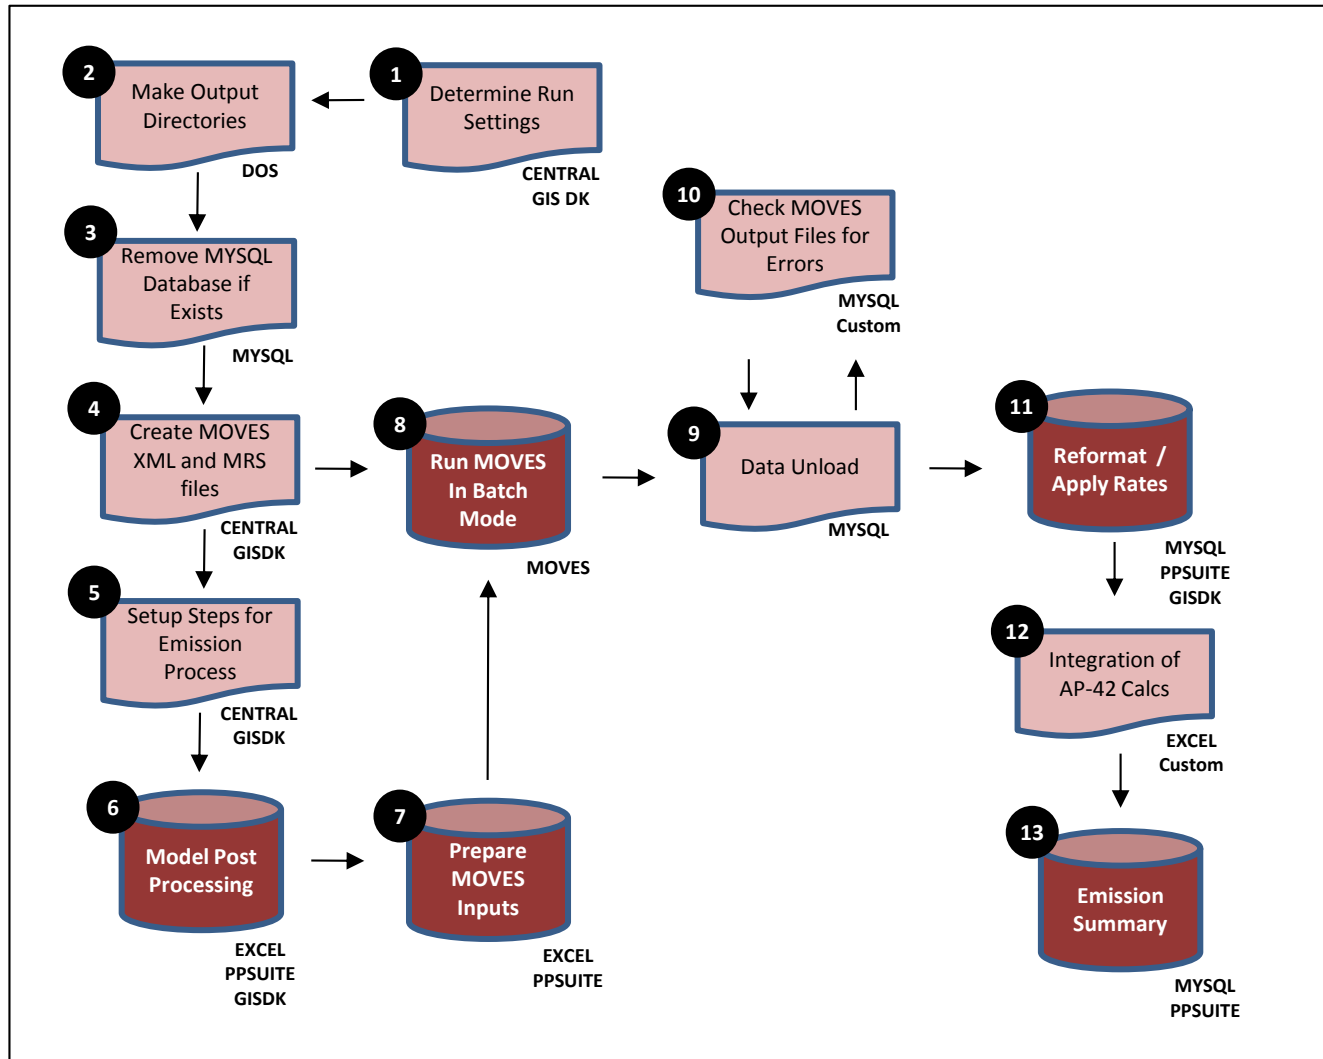 1
Determine Run
Settings
CENTRAL
GIS DK
2
Make Output
Directories
DOS
3
Remove MYSQL
Database if
Exists
MYSQL
4
Create MOVES
XML and MRS
files
CENTRAL
GISDK
5
Setup Steps for
Emission
Process
CENTRAL
GISDK
6
Model Post
Processing
EXCEL
PPSUITE
GISDK
7
Prepare
MOVES
Inputs
EXCEL
PPSUITE
8
Run MOVES
In Batch
Mode
MOVES
9
Data Unload
MYSQL
10
Check MOVES
Output Files for
Errors
MYSQL
Custom
11
Reformat /
Apply Rates
MYSQL
PPSUITE
GISDK
12
Integration of
AP-42 Calcs
EXCEL
Custom
13
Emission
Summary
MYSQL
PPSUITE